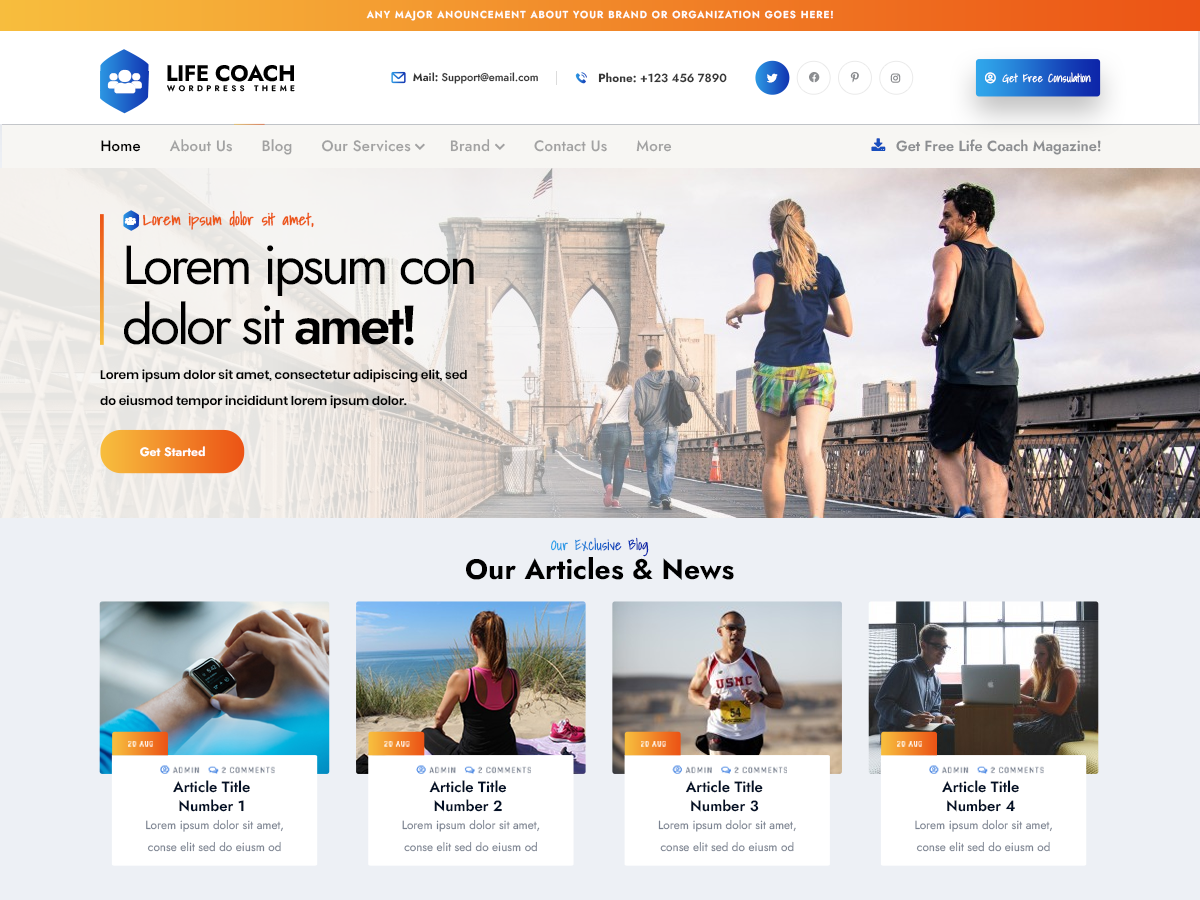 ANY MAJOR ANOUNCEMENT ABOUT YOUR BRAND OR ORGANIZATION GOES HERE!
LIFE COACH
WORDPRESS THEME
Mail: Support@email.com
Phone: +123 456 7890
Get Free Consulation
Home About Us Blog Our Services Brand Contact Us More
Get Free Life Coach Magazine!
Lorem ipsum dolor sit amet,
Lorem ipsum con
dolor sit amet!
Lorem ipsum dolor sit amet, consectetur adipiscing elit, sed
do eiusmod tempor incididunt lorem ipsum dolor.
Get Started
Our Exclusive Blog
Our Articles & News
20 AUG
ADMIN 2 COMMENTS
Article Title
Number 1
Lorem ipsum dolor sit amet,
conse elit sed do eiusm od
20 AUG
ADMIN 2 COMMENTS
Article Title
Number 2
Lorem ipsum dolor sit amet,
conse elit sed do eiusm od
USMC
54
20 AUG
ADMIN 2 COMMENTS
Article Title
Number 3
Lorem ipsum dolor sit amet,
conse elit sed do eiusm od
20 AUG
ADMIN 2 COMMENTS
Article Title
Number 4
Lorem ipsum dolor sit amet,
conse elit sed do eiusm od